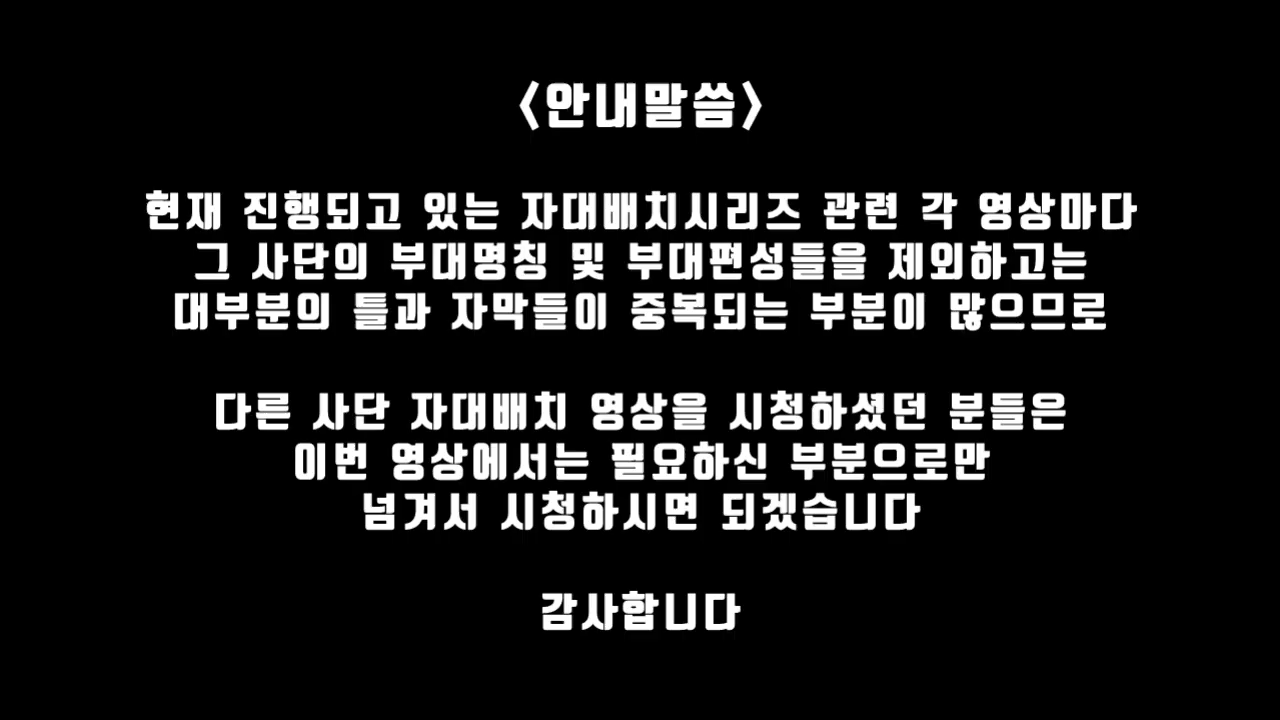 <안내말씀>
현재 진행되고 있는 자대배치시리즈 관련 각 영상마다
그 사단의 부대명칭 및 부대편성들을 제외하고는
대부분의 틀과 자막들이 중복되는 부분이 많으므로
다른 사단 자대배치 영상을 시청하셨던 분들은
이번 영상에서는 필요하신 부분으로만
넘겨서 시청하시면 되겠습니다
감사합니다